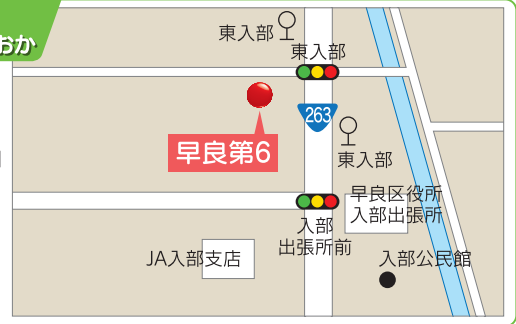 おか
東入部
東入部
263
早良第6
東入部
早良区役所
入部出張所
入部
出張所前
JA入部支店
入部公民館